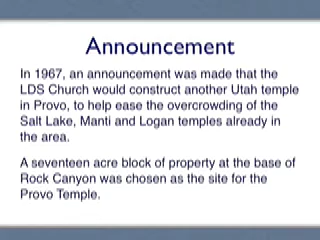 Announcement
In 1967, an announcement was made that the
LDS Church would construct another Utah temple
in Provo, to help ease the overcrowding of the
Salt Lake, Manti and Logan temples already in
the area.
A seventeen acre block of property at the base of
Rock Canyon was chosen as the site for the
Provo Temple.